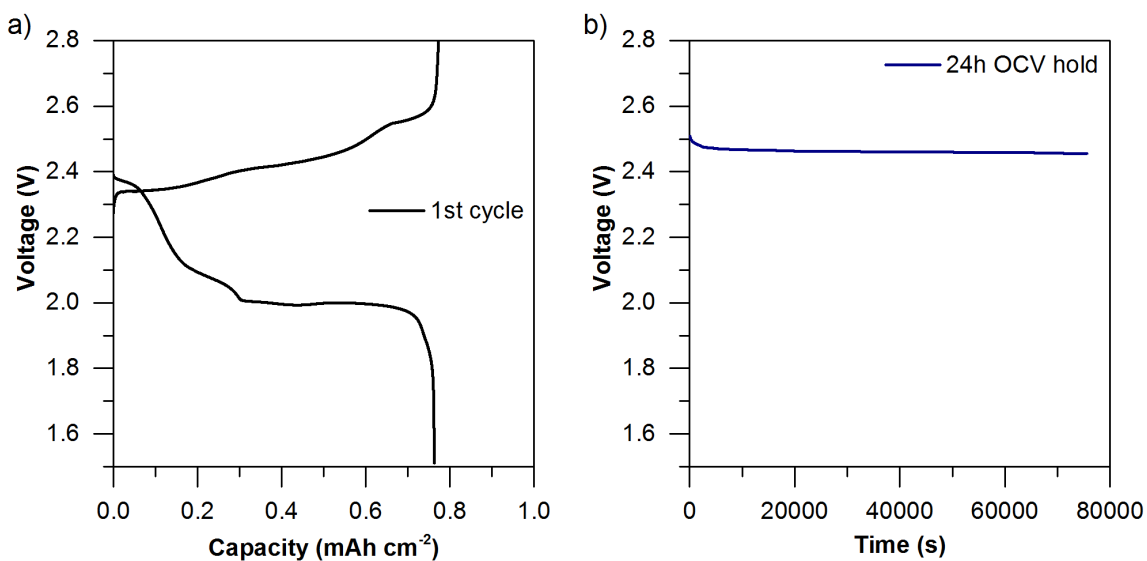 a)
2.8
2.6
2.4
2.2
2.0
1.8
1.6
Voltage (V)
1st cycle
0.0 0.2 0.4 0.6 0.8 1.0
Capacity (mAh cm⁻²)
b)
2.8
2.6
2.4
2.2
2.0
1.8
1.6
Voltage (V)
24h OCV hold
0 20000 40000 60000 80000
Time (s)